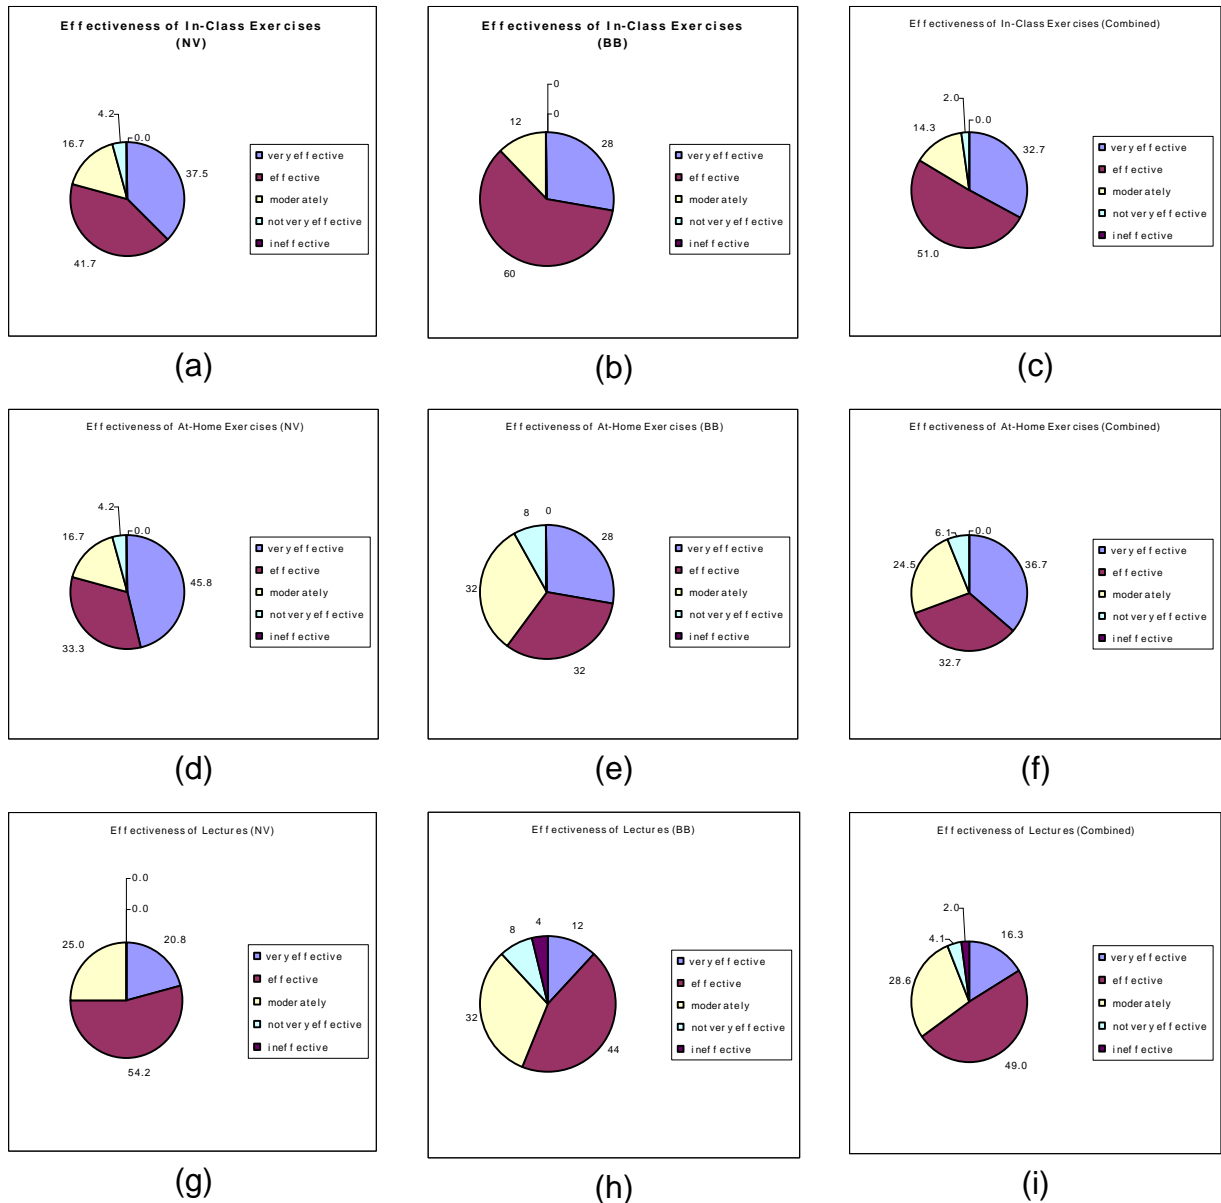 Effectiveness of In-Class Exercises
(NV)
4.2
0.0
16.7
37.5
41.7
very effective
effective
moderately
not very effective
ineffective
(a)
Effectiveness of In-Class Exercises
(BB)
0
0
12
28
60
very effective
effective
moderately
not very effective
ineffective
(b)
Effectiveness of In-Class Exercises (Combined)
2.0
0.0
14.3
32.7
51.0
very effective
effective
moderately
not very effective
ineffective
(c)
Effectiveness of At-Home Exercises (NV)
4.2
0.0
16.7
45.8
33.3
very effective
effective
moderately
not very effective
ineffective
(d)
Effectiveness of At-Home Exercises (BB)
8
0
28
32
32
very effective
effective
moderately
not very effective
ineffective
(e)
Effectiveness of At-Home Exercises (Combined)
6.1
0.0
24.5
36.7
32.7
very effective
effective
moderately
not very effective
ineffective
(f)
Effectiveness of Lectures (NV)
0.0
0.0
25.0
20.8
54.2
very effective
effective
moderately
not very effective
ineffective
(g)
Effectiveness of Lectures (BB)
4
8
12
32
44
very effective
effective
moderately
not very effective
ineffective
(h)
Effectiveness of Lectures (Combined)
2.0
4.1
16.3
28.6
49.0
very effective
effective
moderately
not very effective
ineffective
(i)